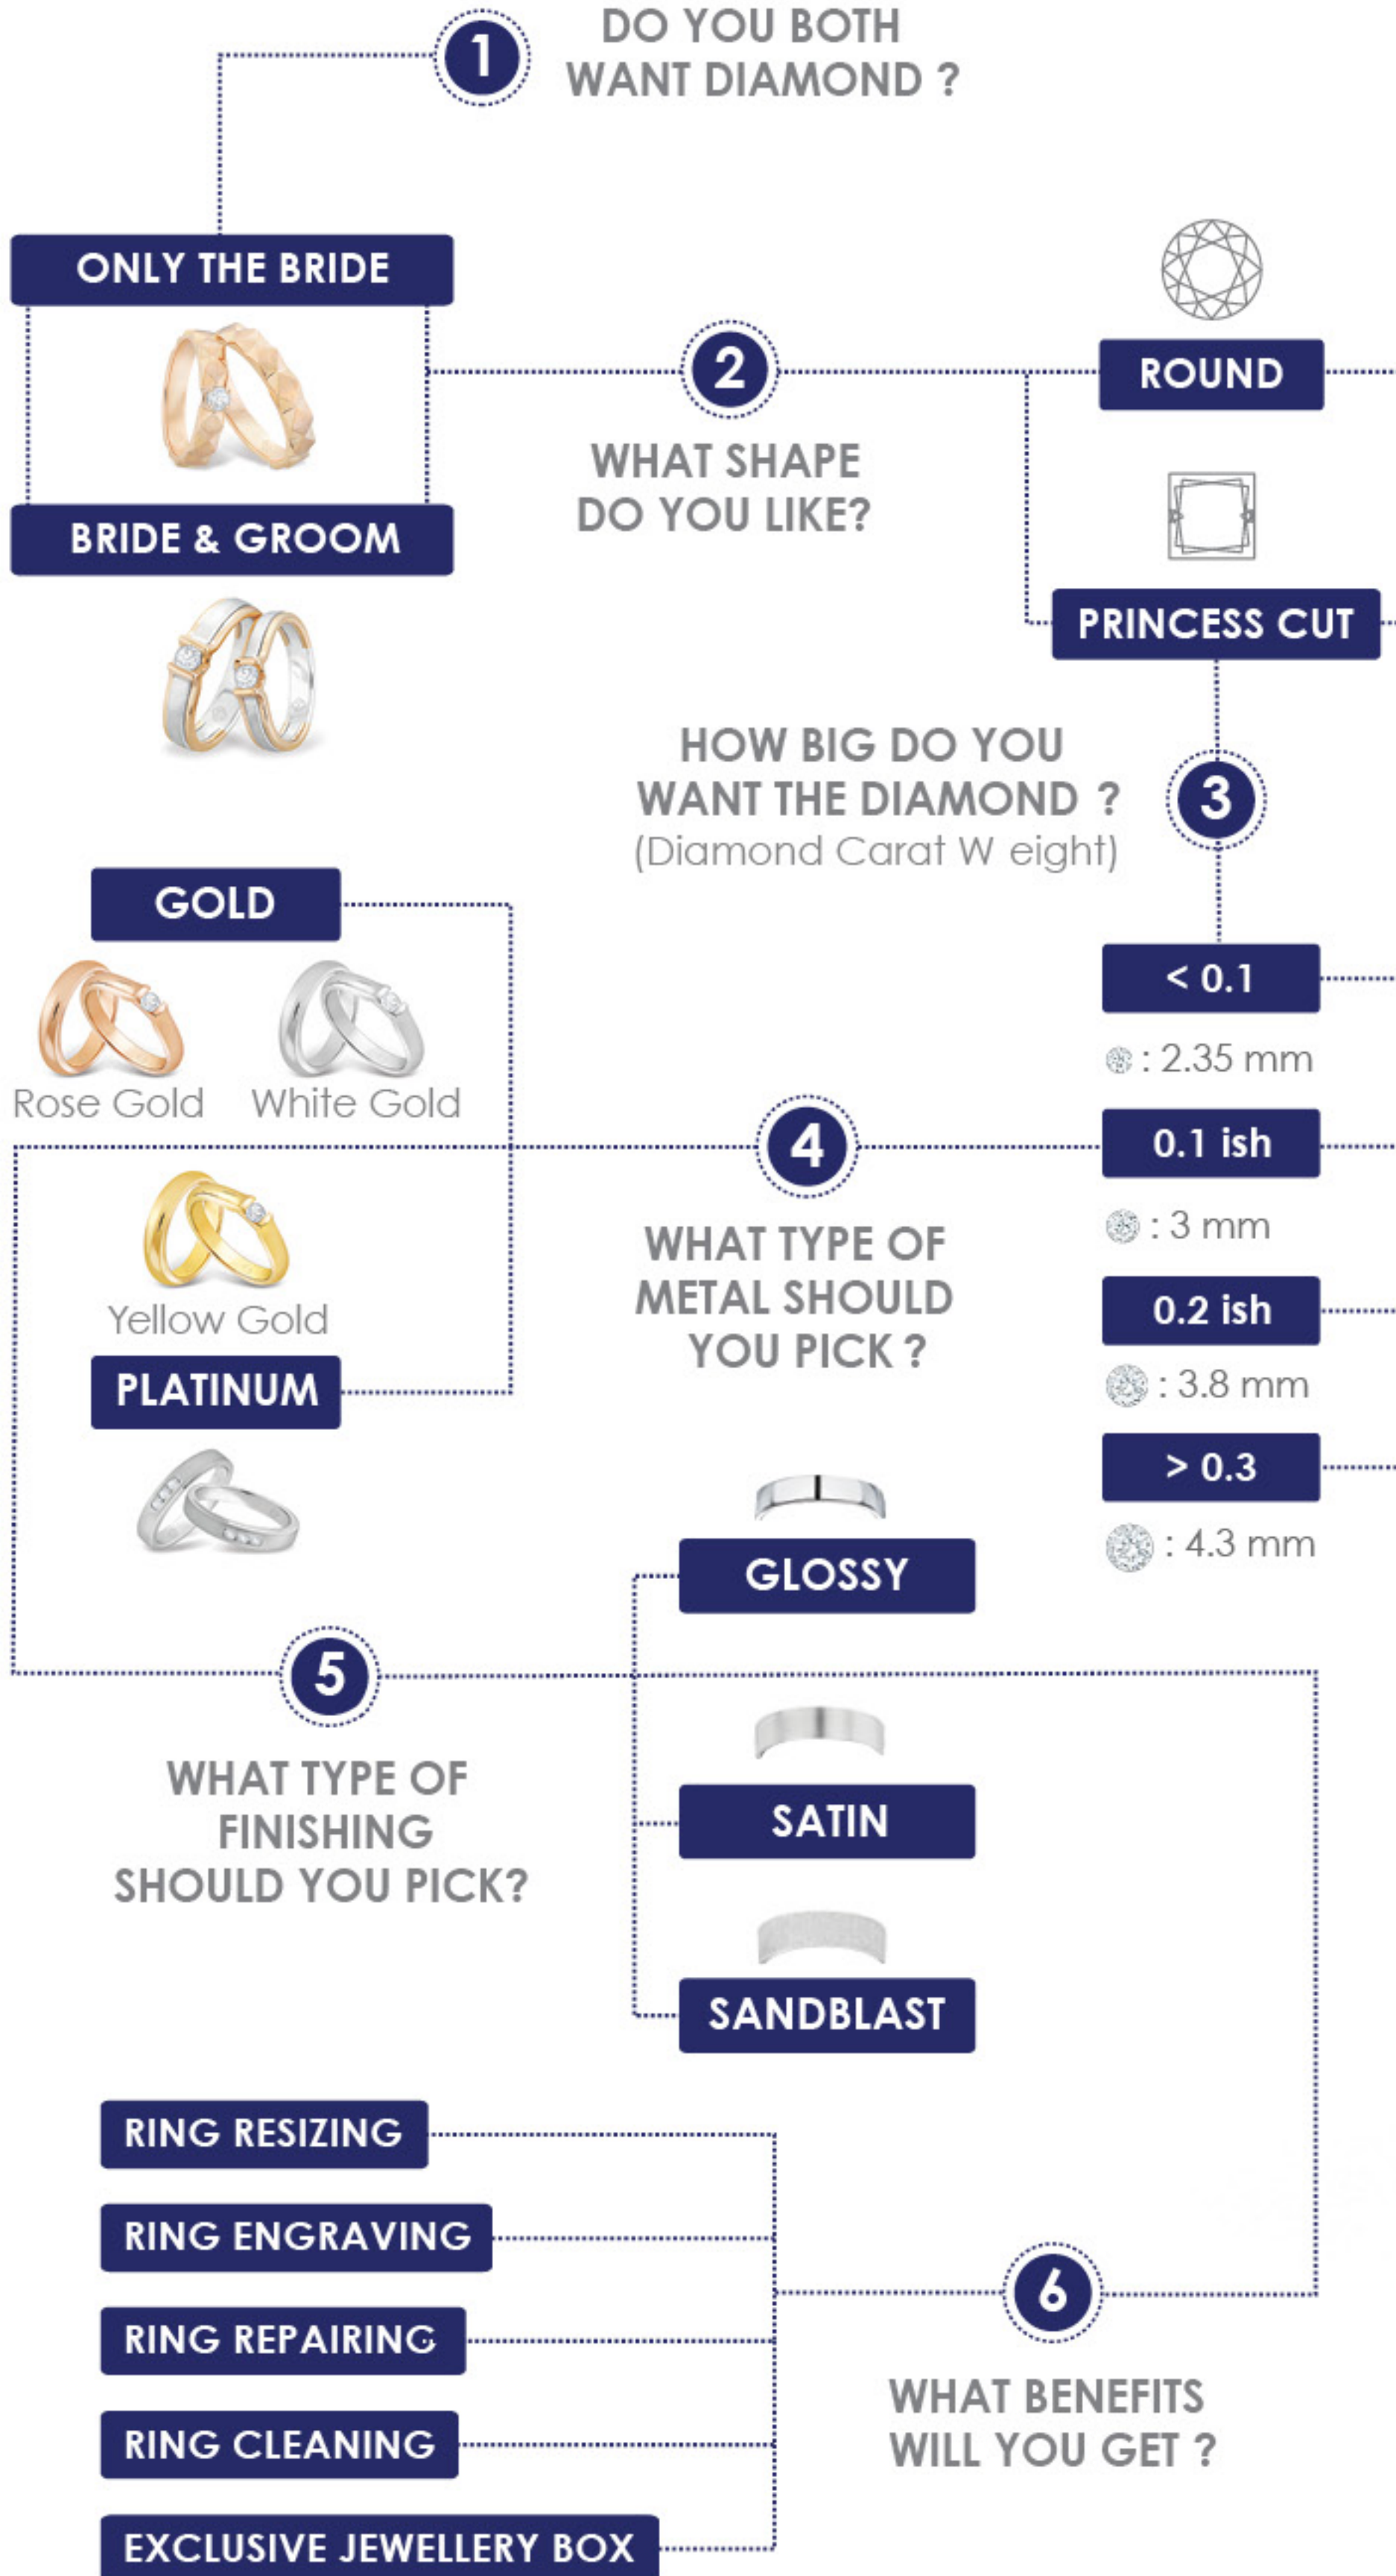 1
DO YOU BOTH
WANT DIAMOND ?
ONLY THE BRIDE
BRIDE & GROOM
2
WHAT SHAPE
DO YOU LIKE?
ROUND
PRINCESS CUT
3
HOW BIG DO YOU
WANT THE DIAMOND ?
(Diamond Carat W eight)
< 0.1
: 2.35 mm
0.1 ish
: 3 mm
0.2 ish
: 3.8 mm
> 0.3
: 4.3 mm
4
WHAT TYPE OF
METAL SHOULD
YOU PICK ?
GOLD
Rose Gold
White Gold
Yellow Gold
PLATINUM
5
WHAT TYPE OF
FINISHING
SHOULD YOU PICK?
GLOSSY
SATIN
SANDBLAST
6
WHAT BENEFITS
WILL YOU GET ?
RING RESIZING
RING ENGRAVING
RING REPAIRING
RING CLEANING
EXCLUSIVE JEWELLERY BOX